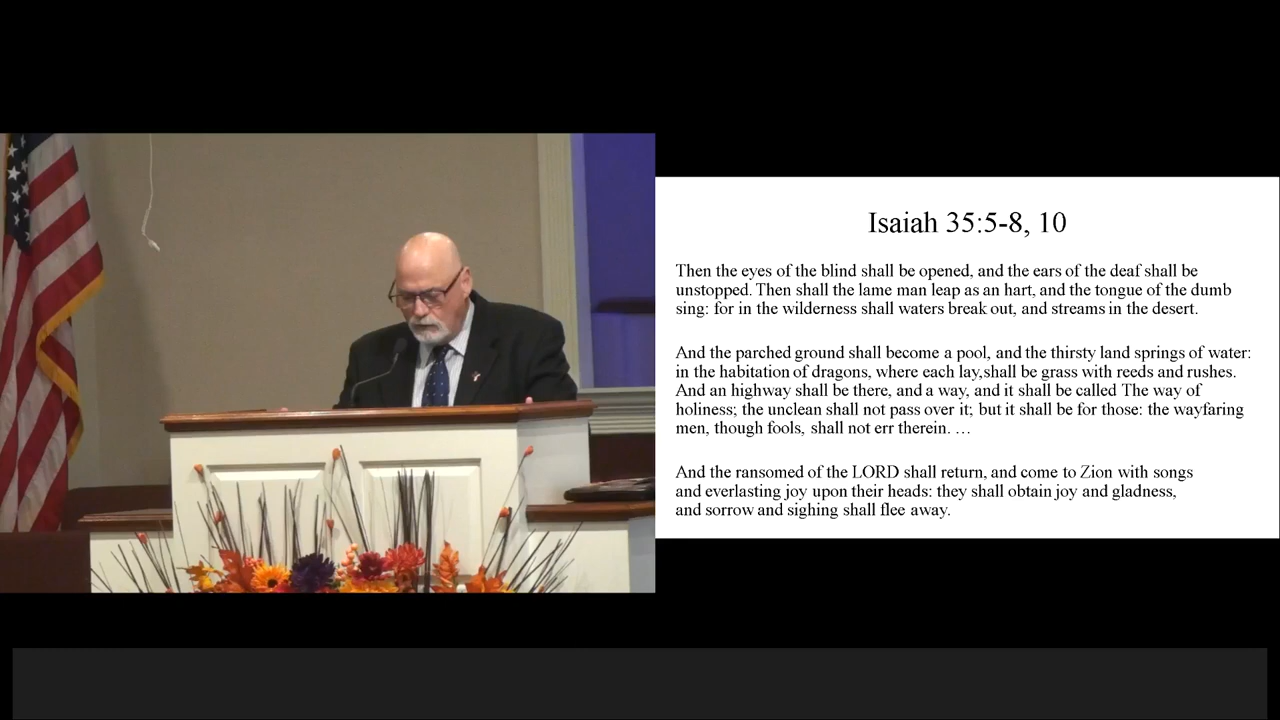 Isaiah 35:5-8, 10
Then the eyes of the blind shall be opened, and the ears of the deaf shall be
unstopped. Then shall the lame man leap as an hart, and the tongue of the dumb
sing: for in the wilderness shall waters break out, and streams in the desert.
And the parched ground shall become a pool, and the thirsty land springs of water:
in the habitation of dragons, where each lay,shall be grass with reeds and rushes.
And an highway shall be there, and a way, and it shall be called The way of
holiness; the unclean shall not pass over it; but it shall be for those: the wayfaring
men, though fools, shall not err therein. …
And the ransomed of the LORD shall return, and come to Zion with songs
and everlasting joy upon their heads: they shall obtain joy and gladness,
and sorrow and sighing shall flee away.